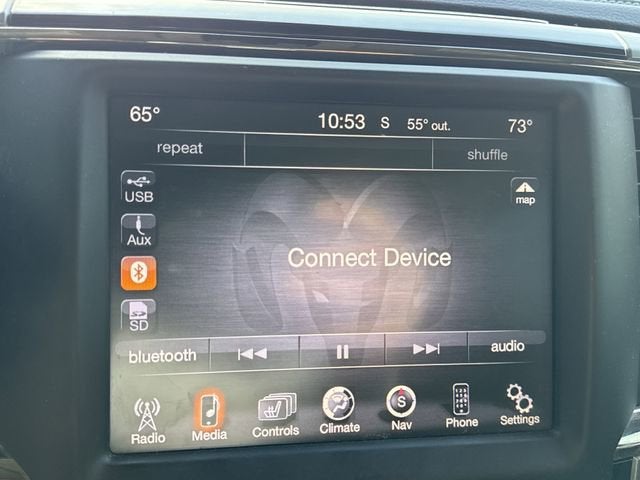 65° 10:53 S 55° out. 73°
repeat shuffle
USB map
Aux
Connect Device
SD
bluetooth audio
Radio Media Controls Climate S Nav Phone Settings